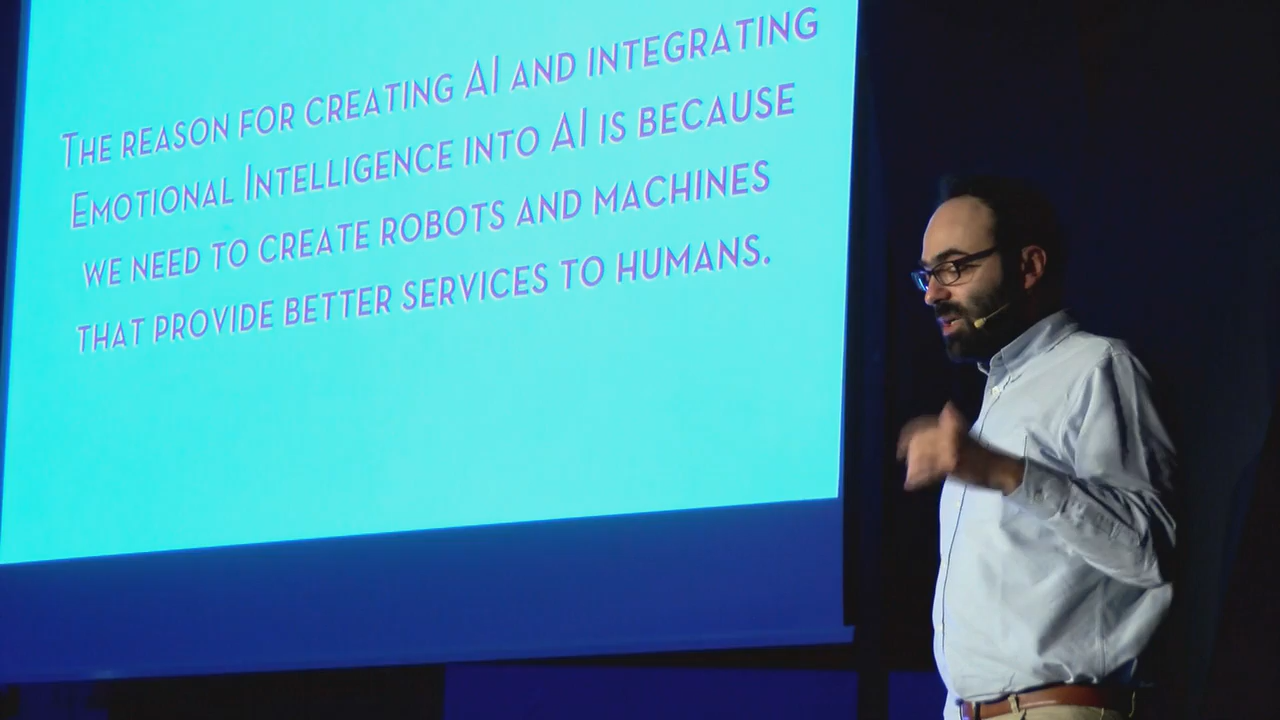 The reason for creating AI and integrating
Emotional Intelligence into AI is because
we need to create robots and machines
that provide better services to humans.